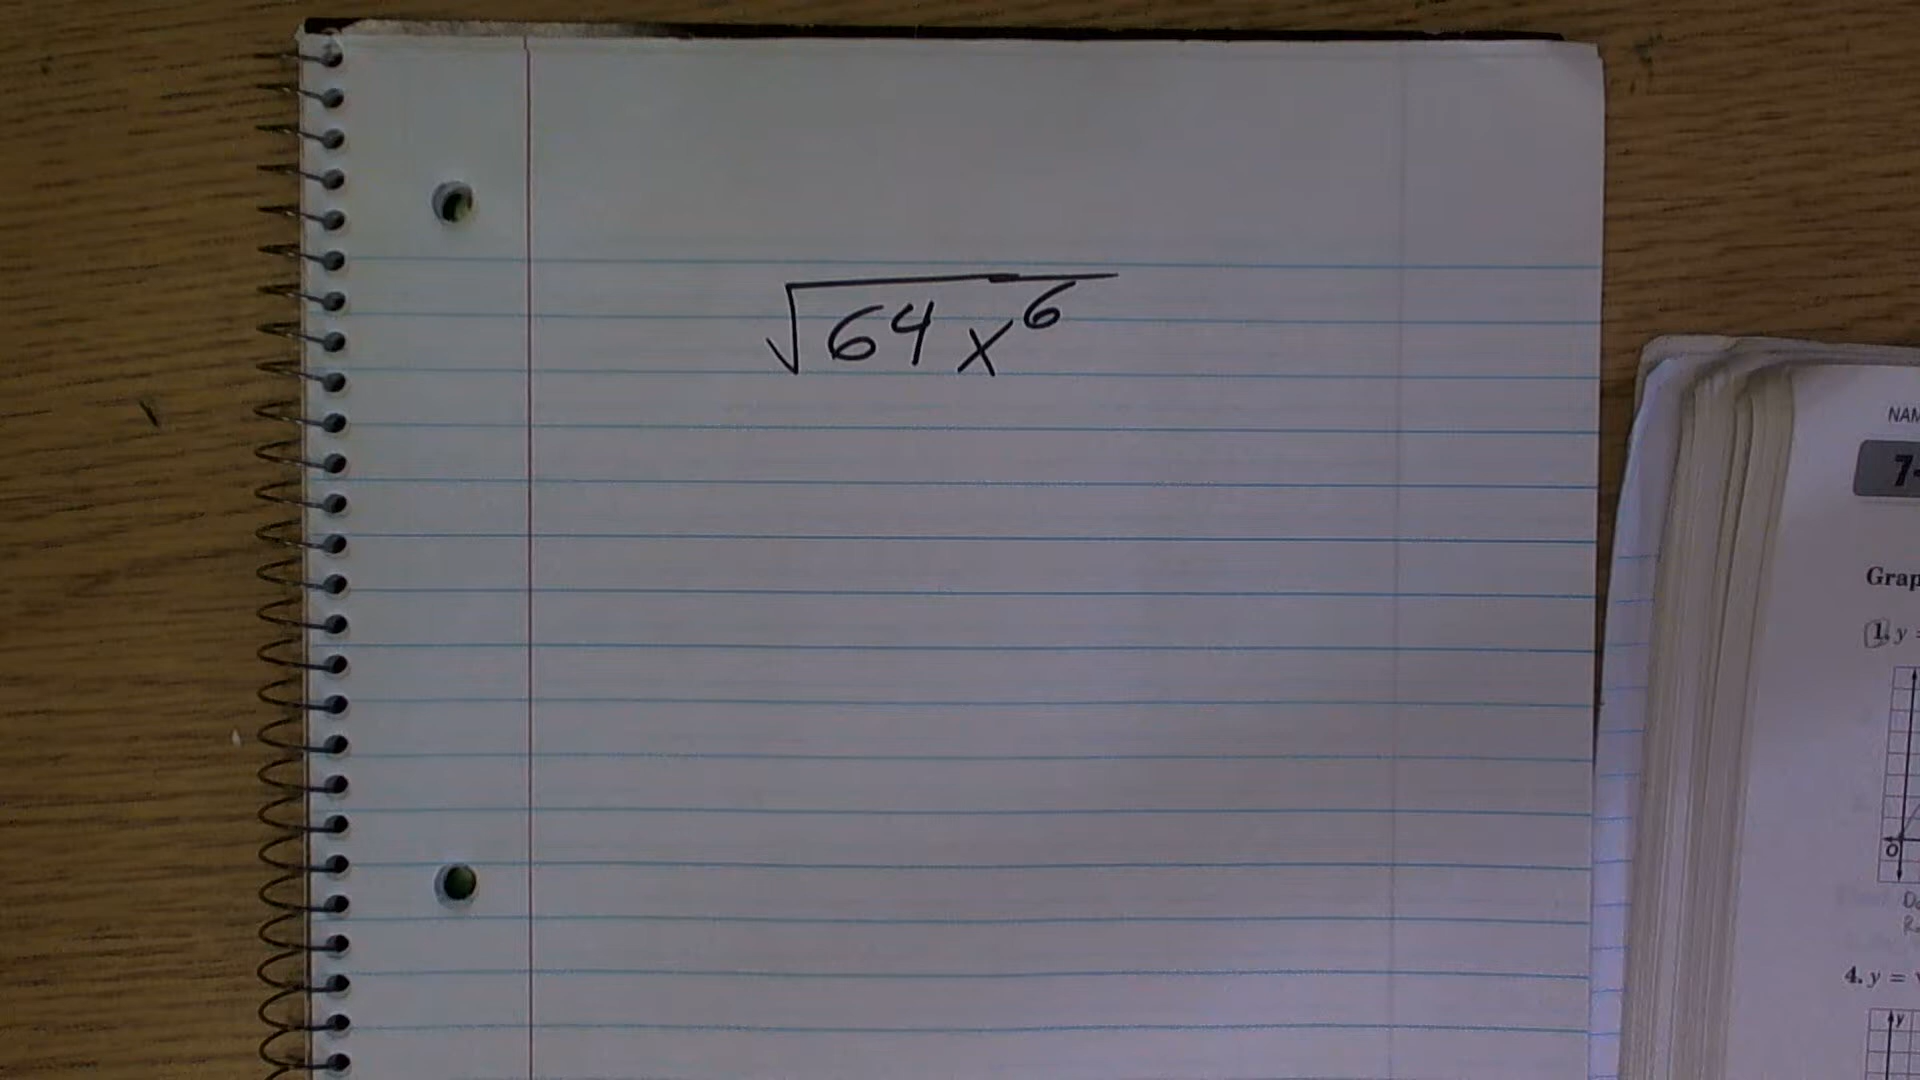 √64x⁶
NAM
7-
Grap
1. y =
O
4. y =
y